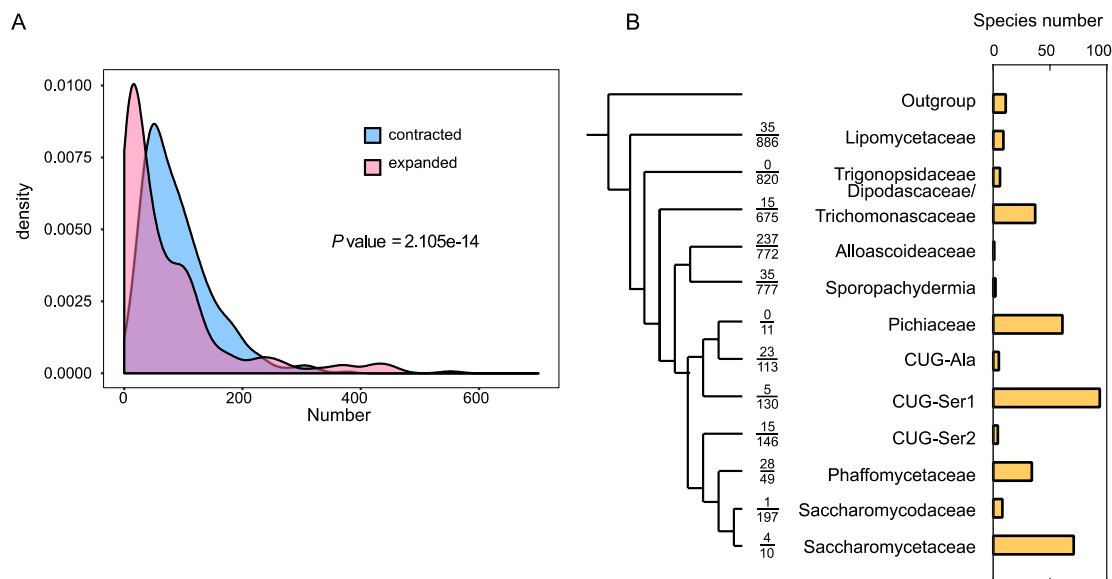 A
density
0.0100
0.0075
0.0050
0.0025
0.0000
contracted
expanded
P value = 2.105e-14
0
200
400
600
Number
B
Species number
0
50
100
Outgroup
35
886
Lipomycetaceae
0
820
Trigonopsidaceae
Dipodascaceae/
15
675
Trichomonascaceae
237
772
Alloascoideaceae
35
777
Sporopachydermia
0
11
Pichiaceae
23
113
CUG-Ala
5
130
CUG-Ser1
15
146
CUG-Ser2
28
49
Phaffomycetaceae
1
197
Saccharomycodaceae
4
10
Saccharomycetaceae